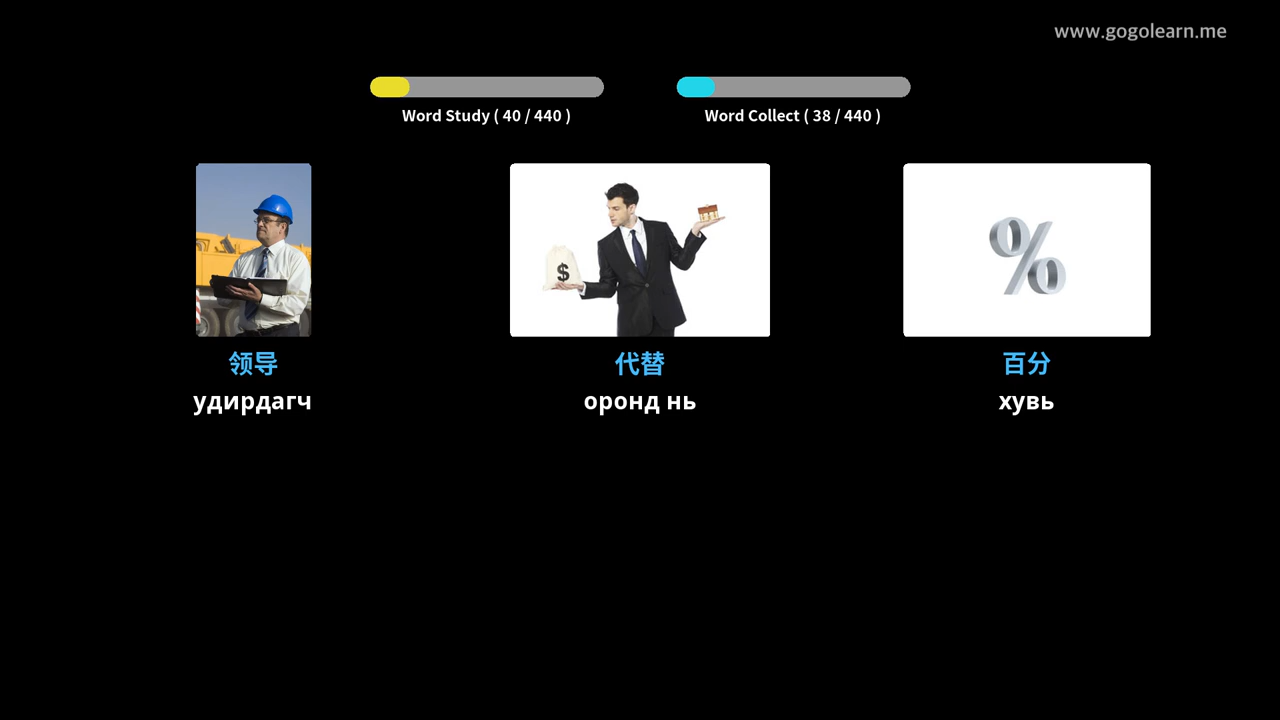 www.gogolearn.me
Word Study ( 40 / 440 )
Word Collect ( 38 / 440 )
$
%
领导
代替
百分
удирдагч
оронд нь
хувь